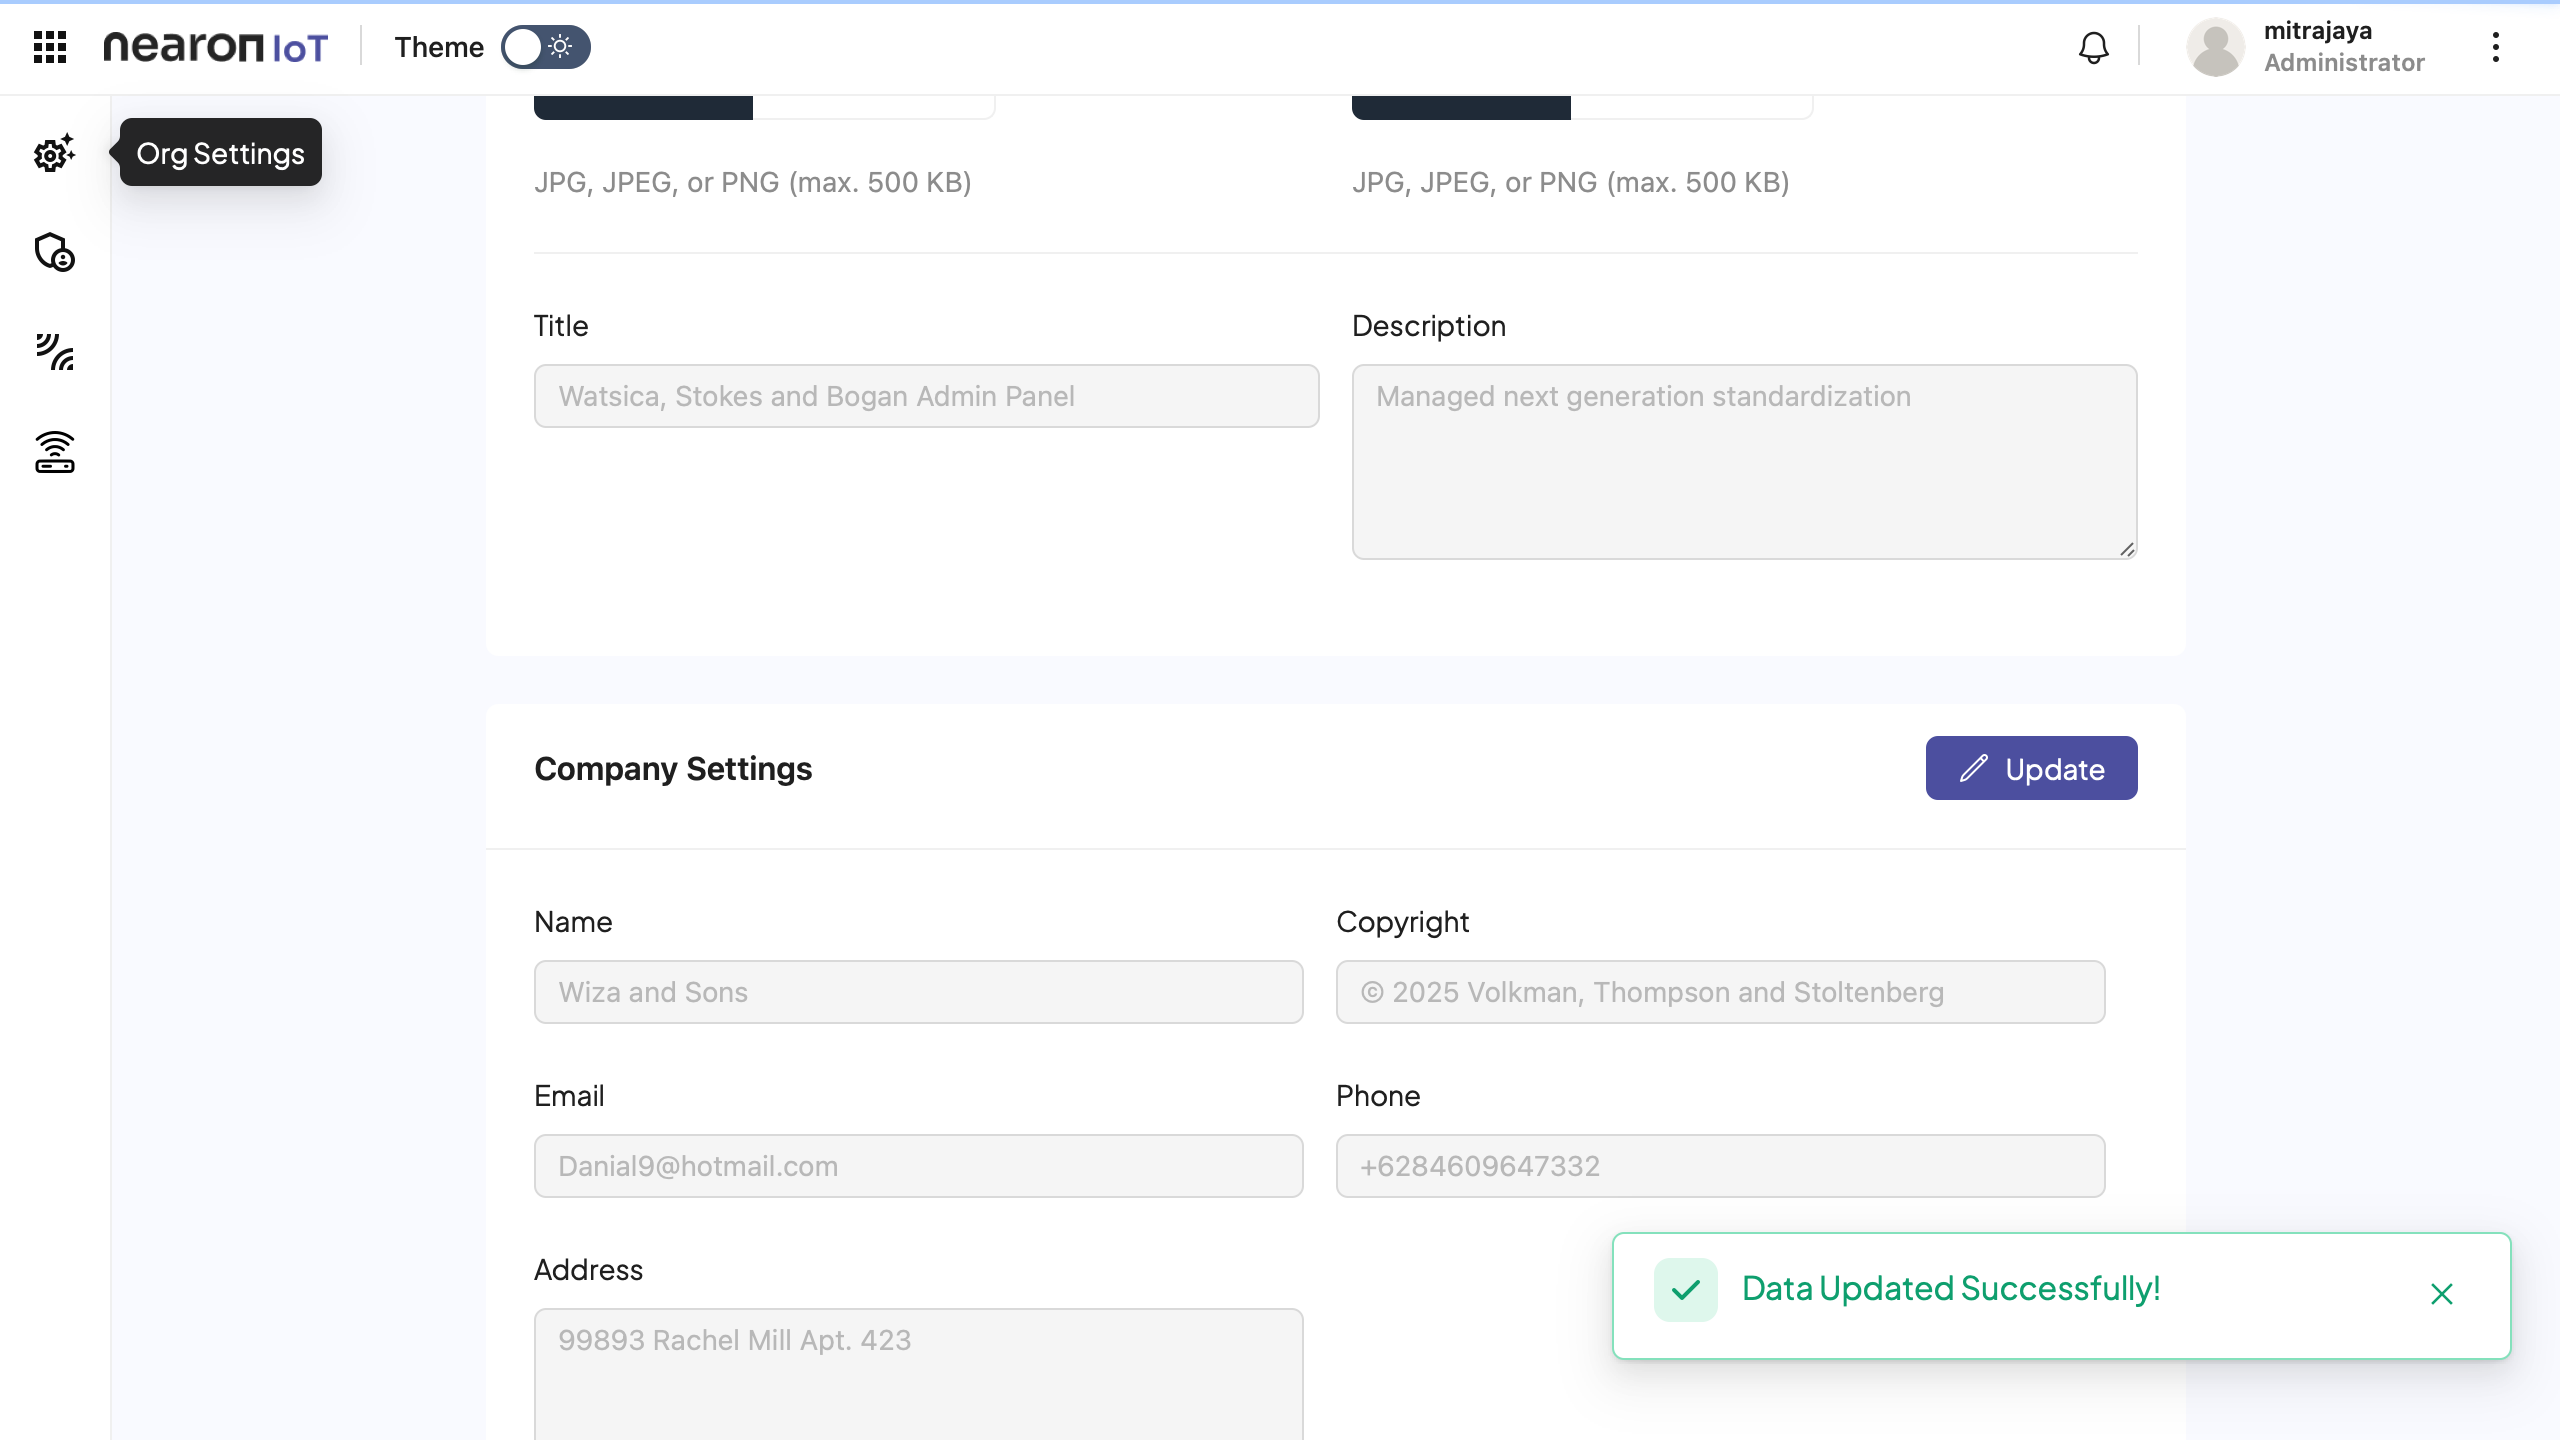 nearon IoT
Theme
mitrajaya
Administrator
Org Settings
JPG, JPEG, or PNG (max. 500 KB)
JPG, JPEG, or PNG (max. 500 KB)
Title
Description
Watsica, Stokes and Bogan Admin Panel
Managed next generation standardization
Company Settings
Update
Name
Copyright
Wiza and Sons
© 2025 Volkman, Thompson and Stoltenberg
Email
Phone
Danial9@hotmail.com
+6284609647332
Address
99893 Rachel Mill Apt. 423
Data Updated Successfully!